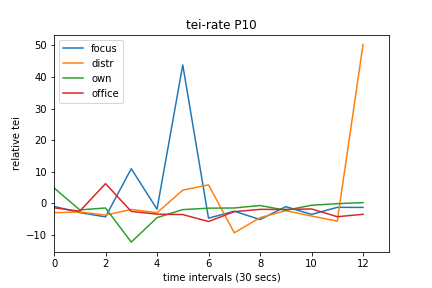 tei-rate P10
50
40
30
20
10
0
−10
relative tei
focus
distr
own
office
0 2 4 6 8 10 12
time intervals (30 secs)